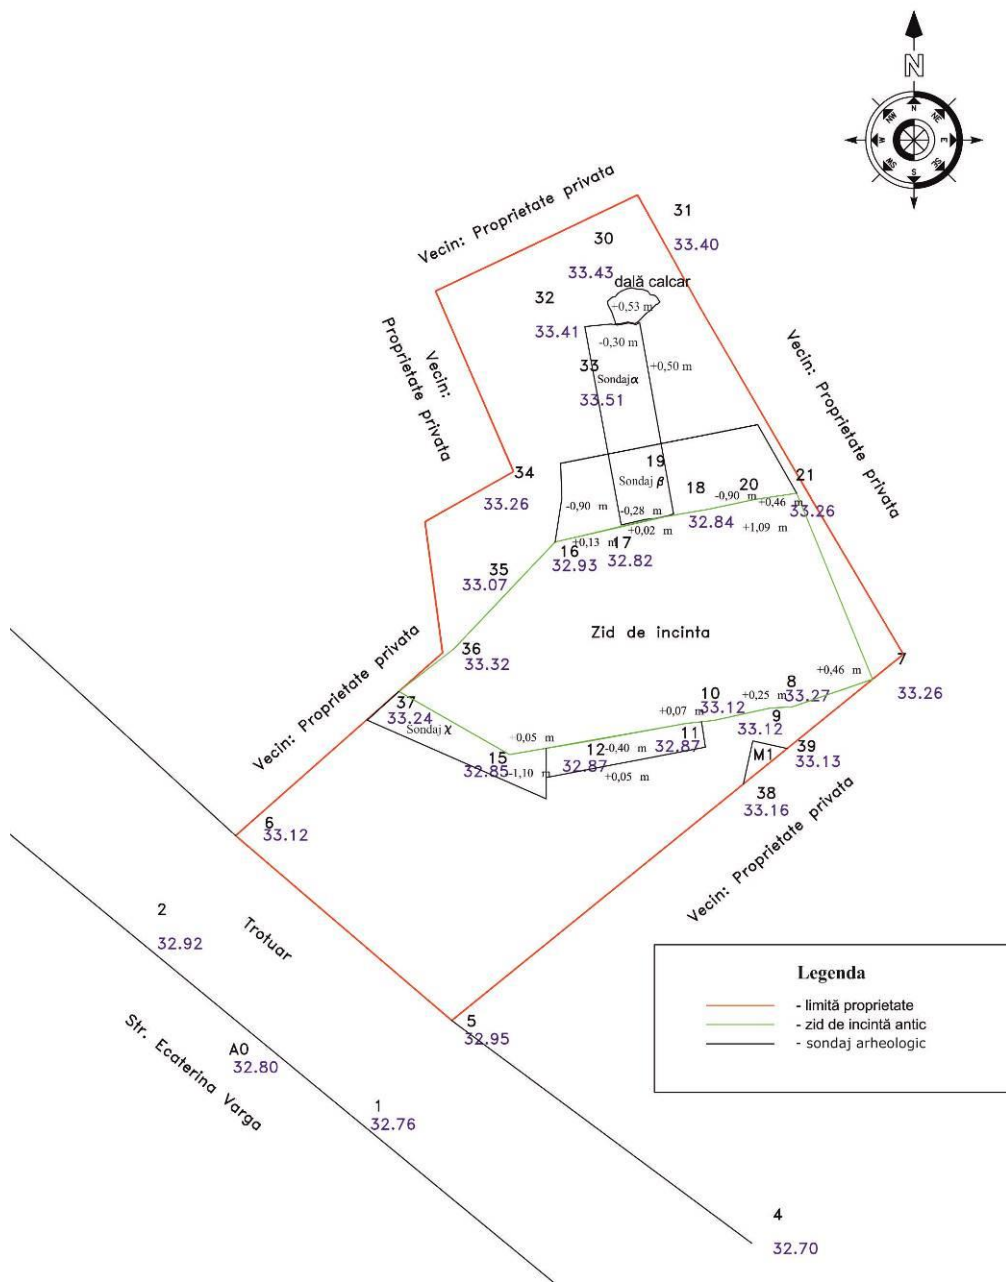 N
N
NW
NE
W
E
SW
S
31
Vecin: Proprietate privata
30
33.40
33.43
dală calcar
32
+0,53 m
33.41
-0,30 m
Vecin:
Proprietate privata
33
+0,50 m
Sondaj α
33.51
Vecin: Proprietate privata
19
34
21
Sondaj β
18
20
33.26
-0,90 m
-0,28 m
-0,90 m
+0,46 m
33.26
32.84
+0,02 m
+1,09 m
+0,13 m
17
16
32.93
32.82
35
33.07
Zid de incinta
36
33.32
7
+0,46 m
Vecin: Proprietate privata
8
33.26
10
+0,25 m
33.27
37
33.12
33.24
+0,07 m
9
Sondaj χ
33.12
11
+0,05 m
12
-0,40 m
32.87
39
15
M1
33.13
32.85
-1,10 m
32.87
+0,05 m
38
33.16
6
33.12
Vecin: Proprietate privata
2
Trotuar
32.92
Legenda
- limită proprietate
5
- zid de incintă antic
32.95
- sondaj arheologic
A0
32.80
Str. Ecaterina Varga
1
32.76
4
32.70